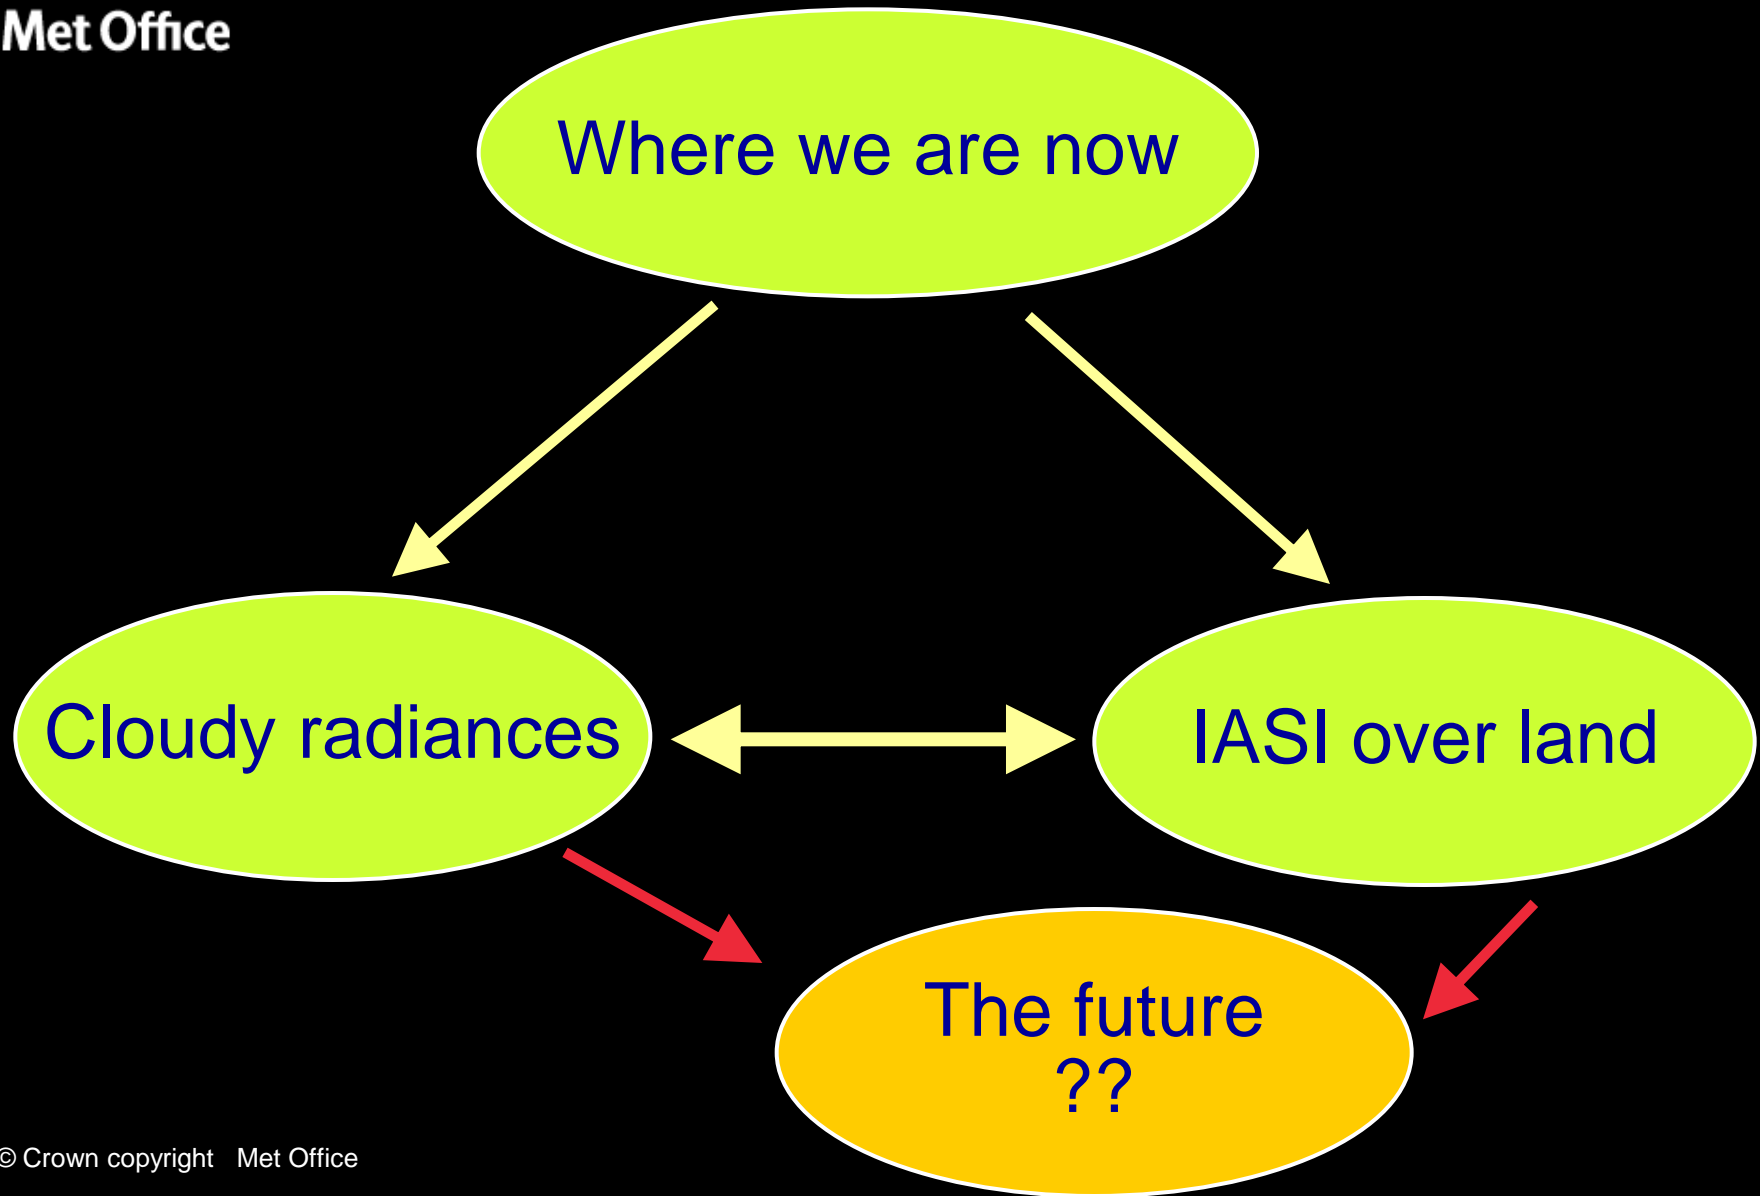 Met Office
Where we are now
Cloudy radiances
IASI over land
The future
??
© Crown copyright Met Office